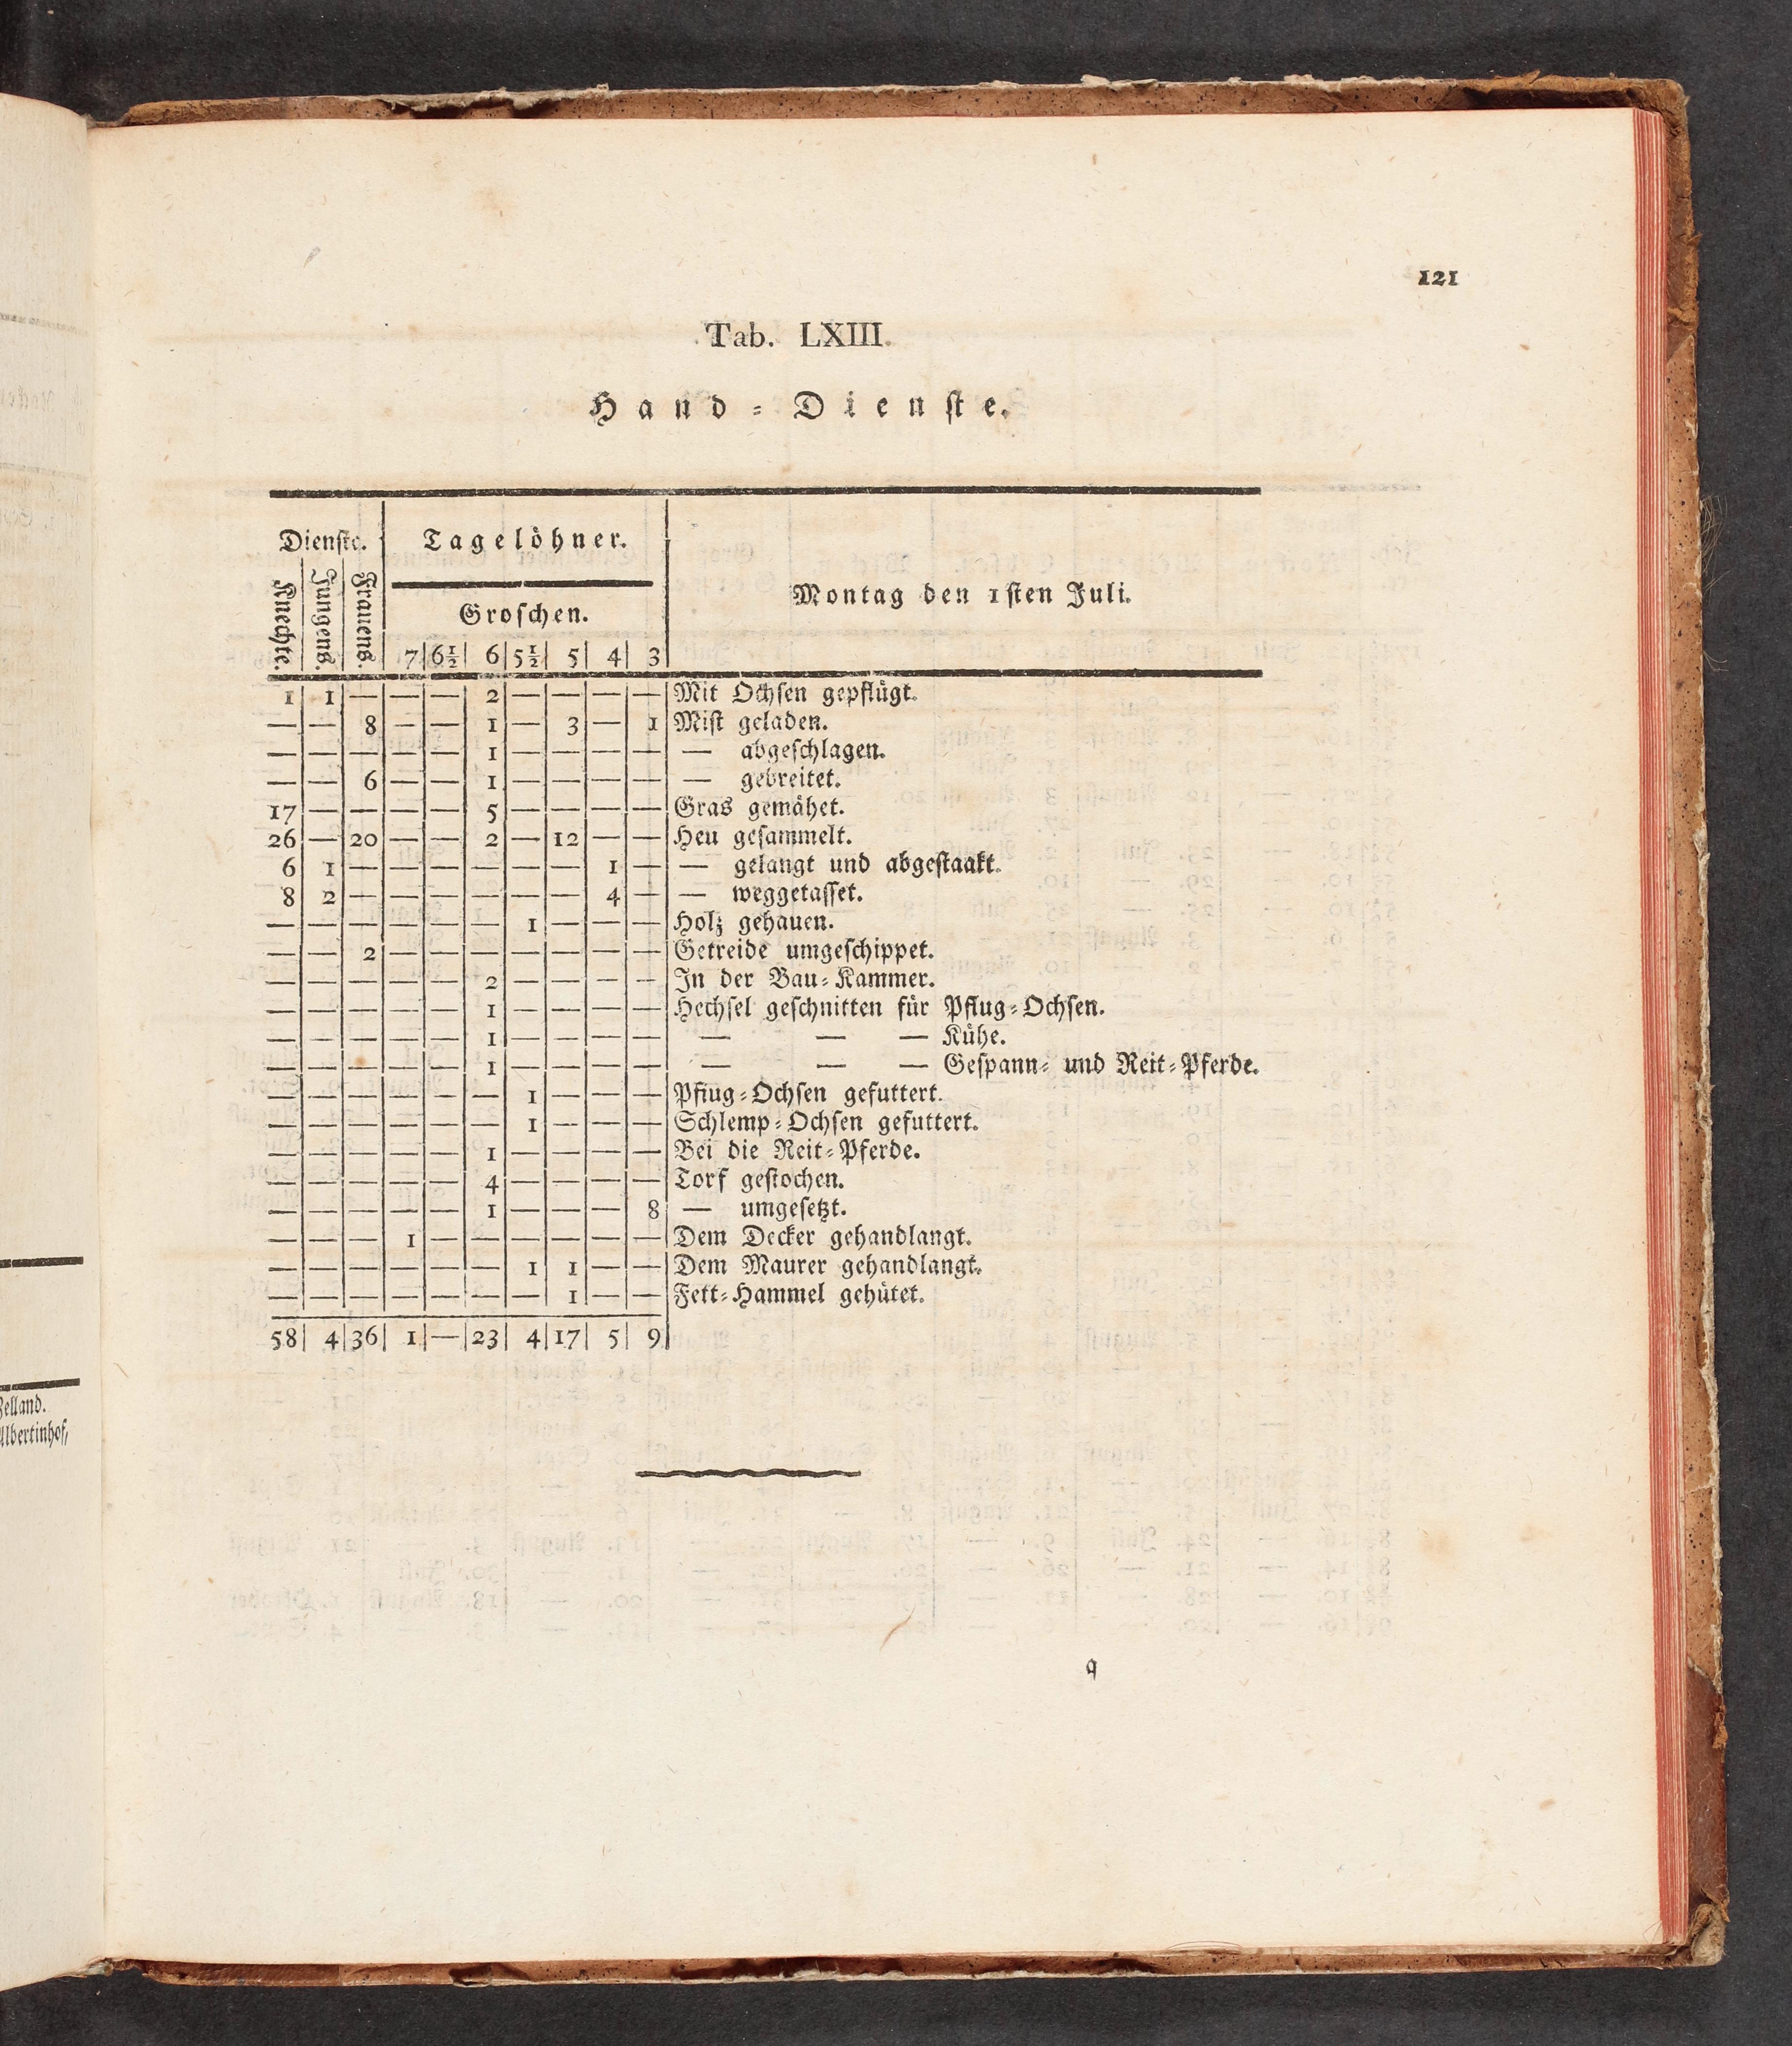 Zelland.
Albertinhof,
121
Tab. LXIII.
Hand-Dienste.
Dienste. Tagelöhner. Montag den 1sten Juli.
Groschen.
Knechte. Jungens. Frauens. 7 6½ 6 5½ 5 4 3
1 1 — — — 2 — — — — Mit Ochsen gepflügt.
— — 8 — — 1 — 3 — 1 Mist geladen.
— — — — — 1 — — — — — abgeschlagen.
— — 6 — — 1 — — — — — gebreitet.
17 — — — — 5 — — — — Gras gemähet.
26 — 20 — — 2 — 12 — — Heu gesammelt.
6 1 — — — — — — 1 — — gelangt und abgestaakt.
8 2 — — — — — — 4 — — weggetasset.
— — — — — — 1 — — — Holz gehauen.
— — 2 — — — — — — — Getreide umgeschippet.
— — — — — 2 — — — — In der Bau-Kammer.
— — — — — 1 — — — — Hechsel geschnitten für Pflug-Ochsen.
— — — — — 1 — — — — — — — Kühe.
— — — — — 1 — — — — — — — Gespann- und Reit-Pferde.
— — — — — — 1 — — — Pflug-Ochsen gefuttert.
— — — — — — 1 — — — Schlemp-Ochsen gefuttert.
— — — — — 1 — — — — Bei die Reit-Pferde.
— — — — — 4 — — — — Torf gestochen.
— — — — — 1 — — — 8 — umgesetzt.
— — — 1 — — — — — — Dem Decker gehandlangt.
— — — — — — 1 1 — — Dem Maurer gehandlangt.
— — — — — — — 1 — — Fett-Hammel gehütet.
58 4 36 1 — 23 4 17 5 9
q